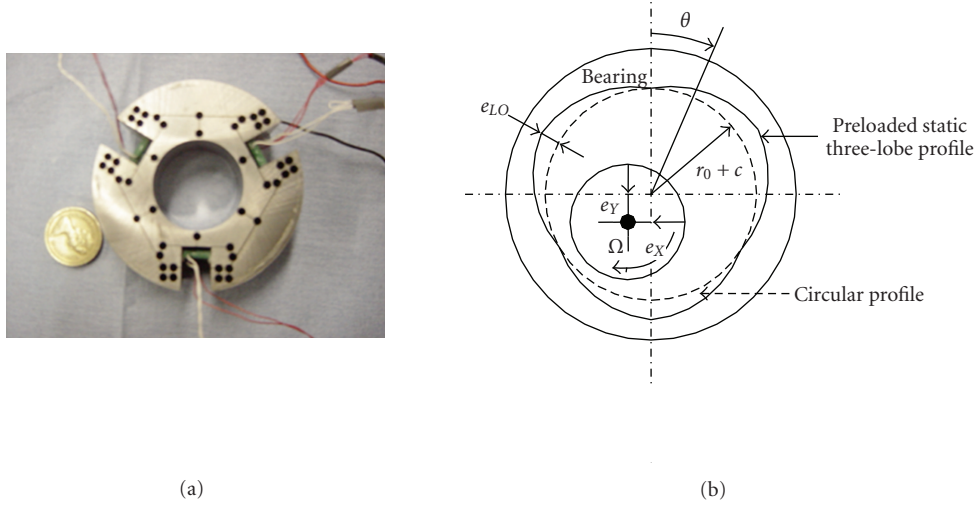 θ
Bearing
e_LO
Preloaded static
three-lobe profile
r_0 + c
e_Y
Ω
e_X
Circular profile
(a)
(b)